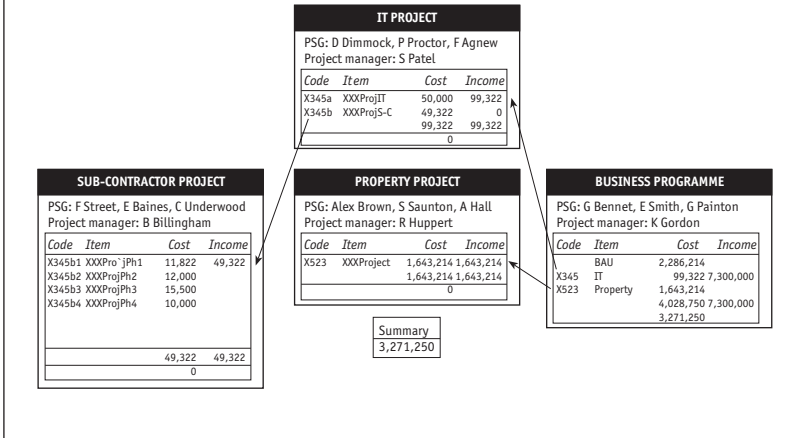 IT PROJECT
PSG: D Dimmock, P Proctor, F Agnew
Project manager: S Patel
Code Item Cost Income
X345a XXXProjIT 50,000 99,322
X345b XXXProjS-C 49,322 0
99,322 99,322
0
SUB-CONTRACTOR PROJECT
PSG: F Street, E Baines, C Underwood
Project manager: B Billingham
Code Item Cost Income
X345b1 XXXPro`jPh1 11,822 49,322
X345b2 XXXProjPh2 12,000
X345b3 XXXProjPh3 15,500
X345b4 XXXProjPh4 10,000
49,322 49,322
0
PROPERTY PROJECT
PSG: Alex Brown, S Saunton, A Hall
Project manager: R Huppert
Code Item Cost Income
X523 XXXProject 1,643,214 1,643,214
1,643,214 1,643,214
0
Summary
3,271,250
BUSINESS PROGRAMME
PSG: G Bennet, E Smith, G Painton
Project manager: K Gordon
Code Item Cost Income
BAU 2,286,214
X345 IT 99,322 7,300,000
X523 Property 1,643,214
4,028,750 7,300,000
3,271,250